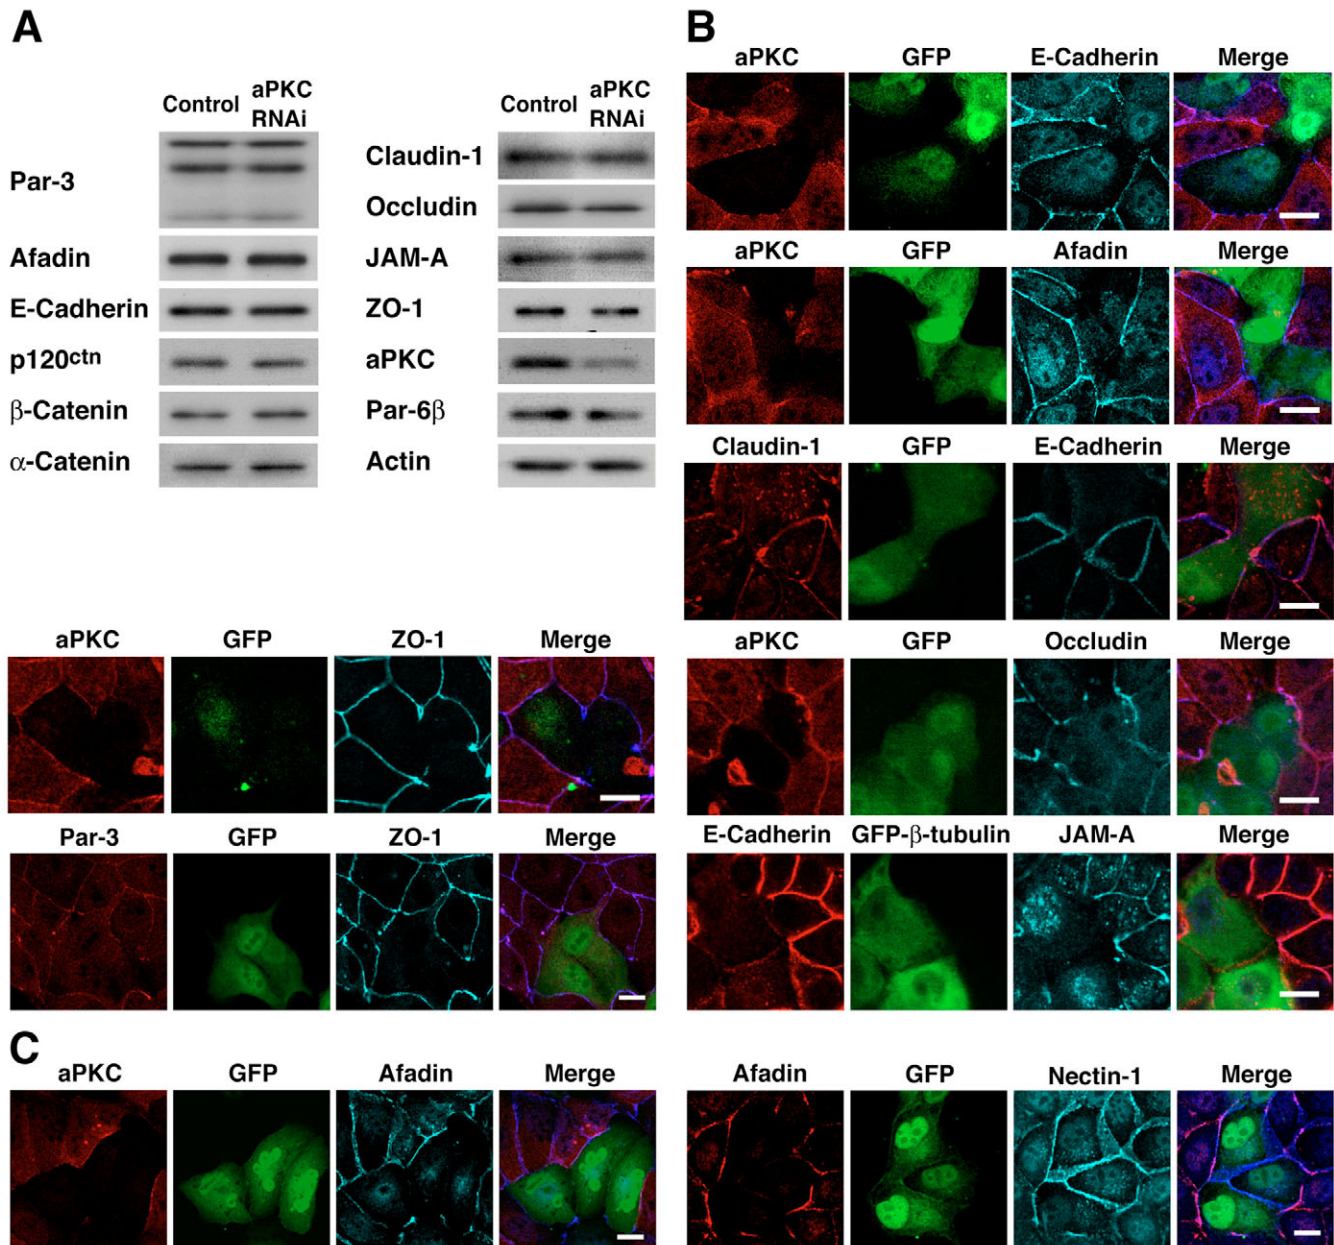 A
Control
aPKC
RNAi
Par-3
Afadin
E-Cadherin
p120ctn
β-Catenin
α-Catenin
Control
aPKC
RNAi
Claudin-1
Occludin
JAM-A
ZO-1
aPKC
Par-6β
Actin
aPKC GFP ZO-1 Merge
Par-3 GFP ZO-1 Merge
B
aPKC GFP E-Cadherin Merge
aPKC GFP Afadin Merge
Claudin-1 GFP E-Cadherin Merge
aPKC GFP Occludin Merge
E-Cadherin GFP-β-tubulin JAM-A Merge
C
aPKC GFP Afadin Merge
Afadin GFP Nectin-1 Merge